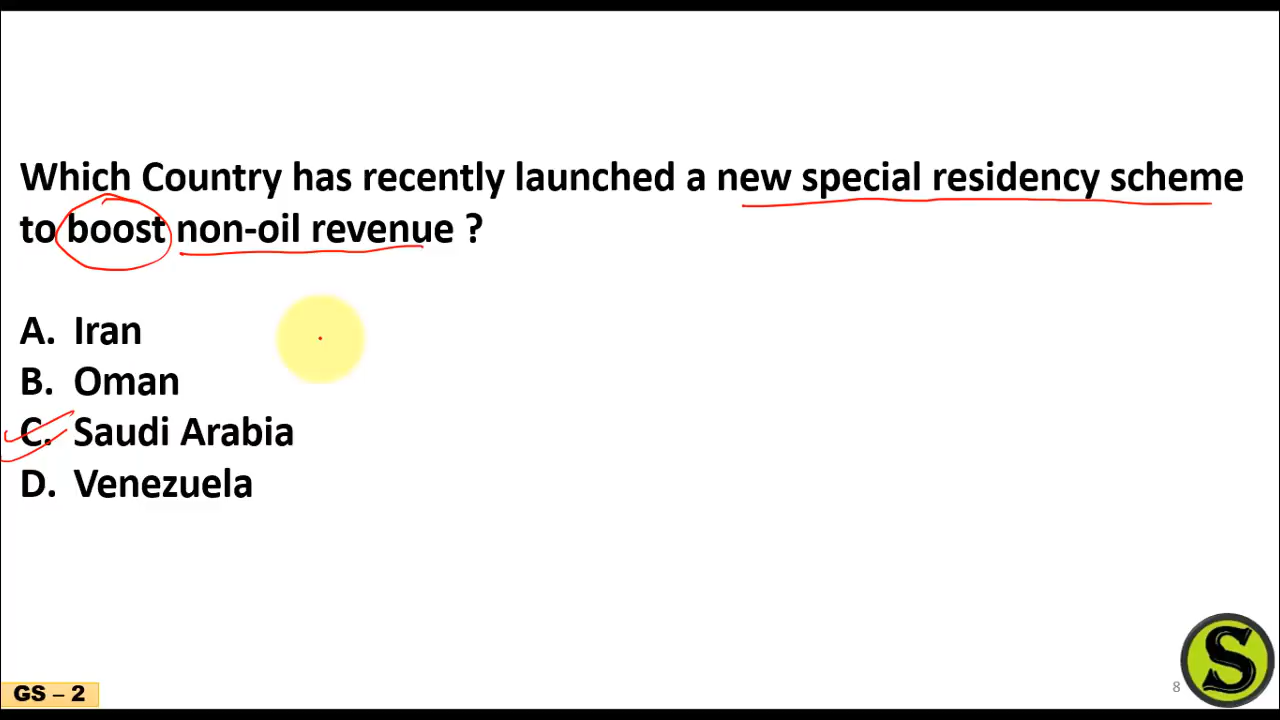 Which Country has recently launched a new special residency scheme
to boost non-oil revenue ?
A. Iran
B. Oman
C. Saudi Arabia
D. Venezuela
GS – 2
8
S